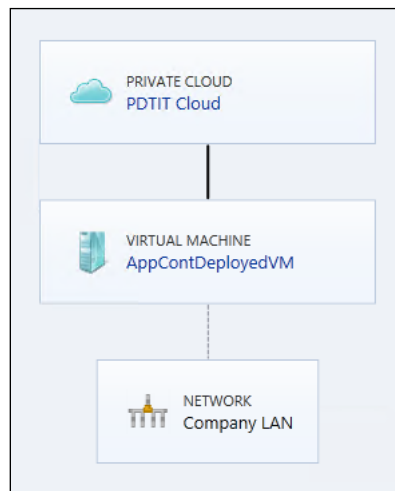 PRIVATE CLOUD
PDTIT Cloud
VIRTUAL MACHINE
AppContDeployedVM
NETWORK
Company LAN